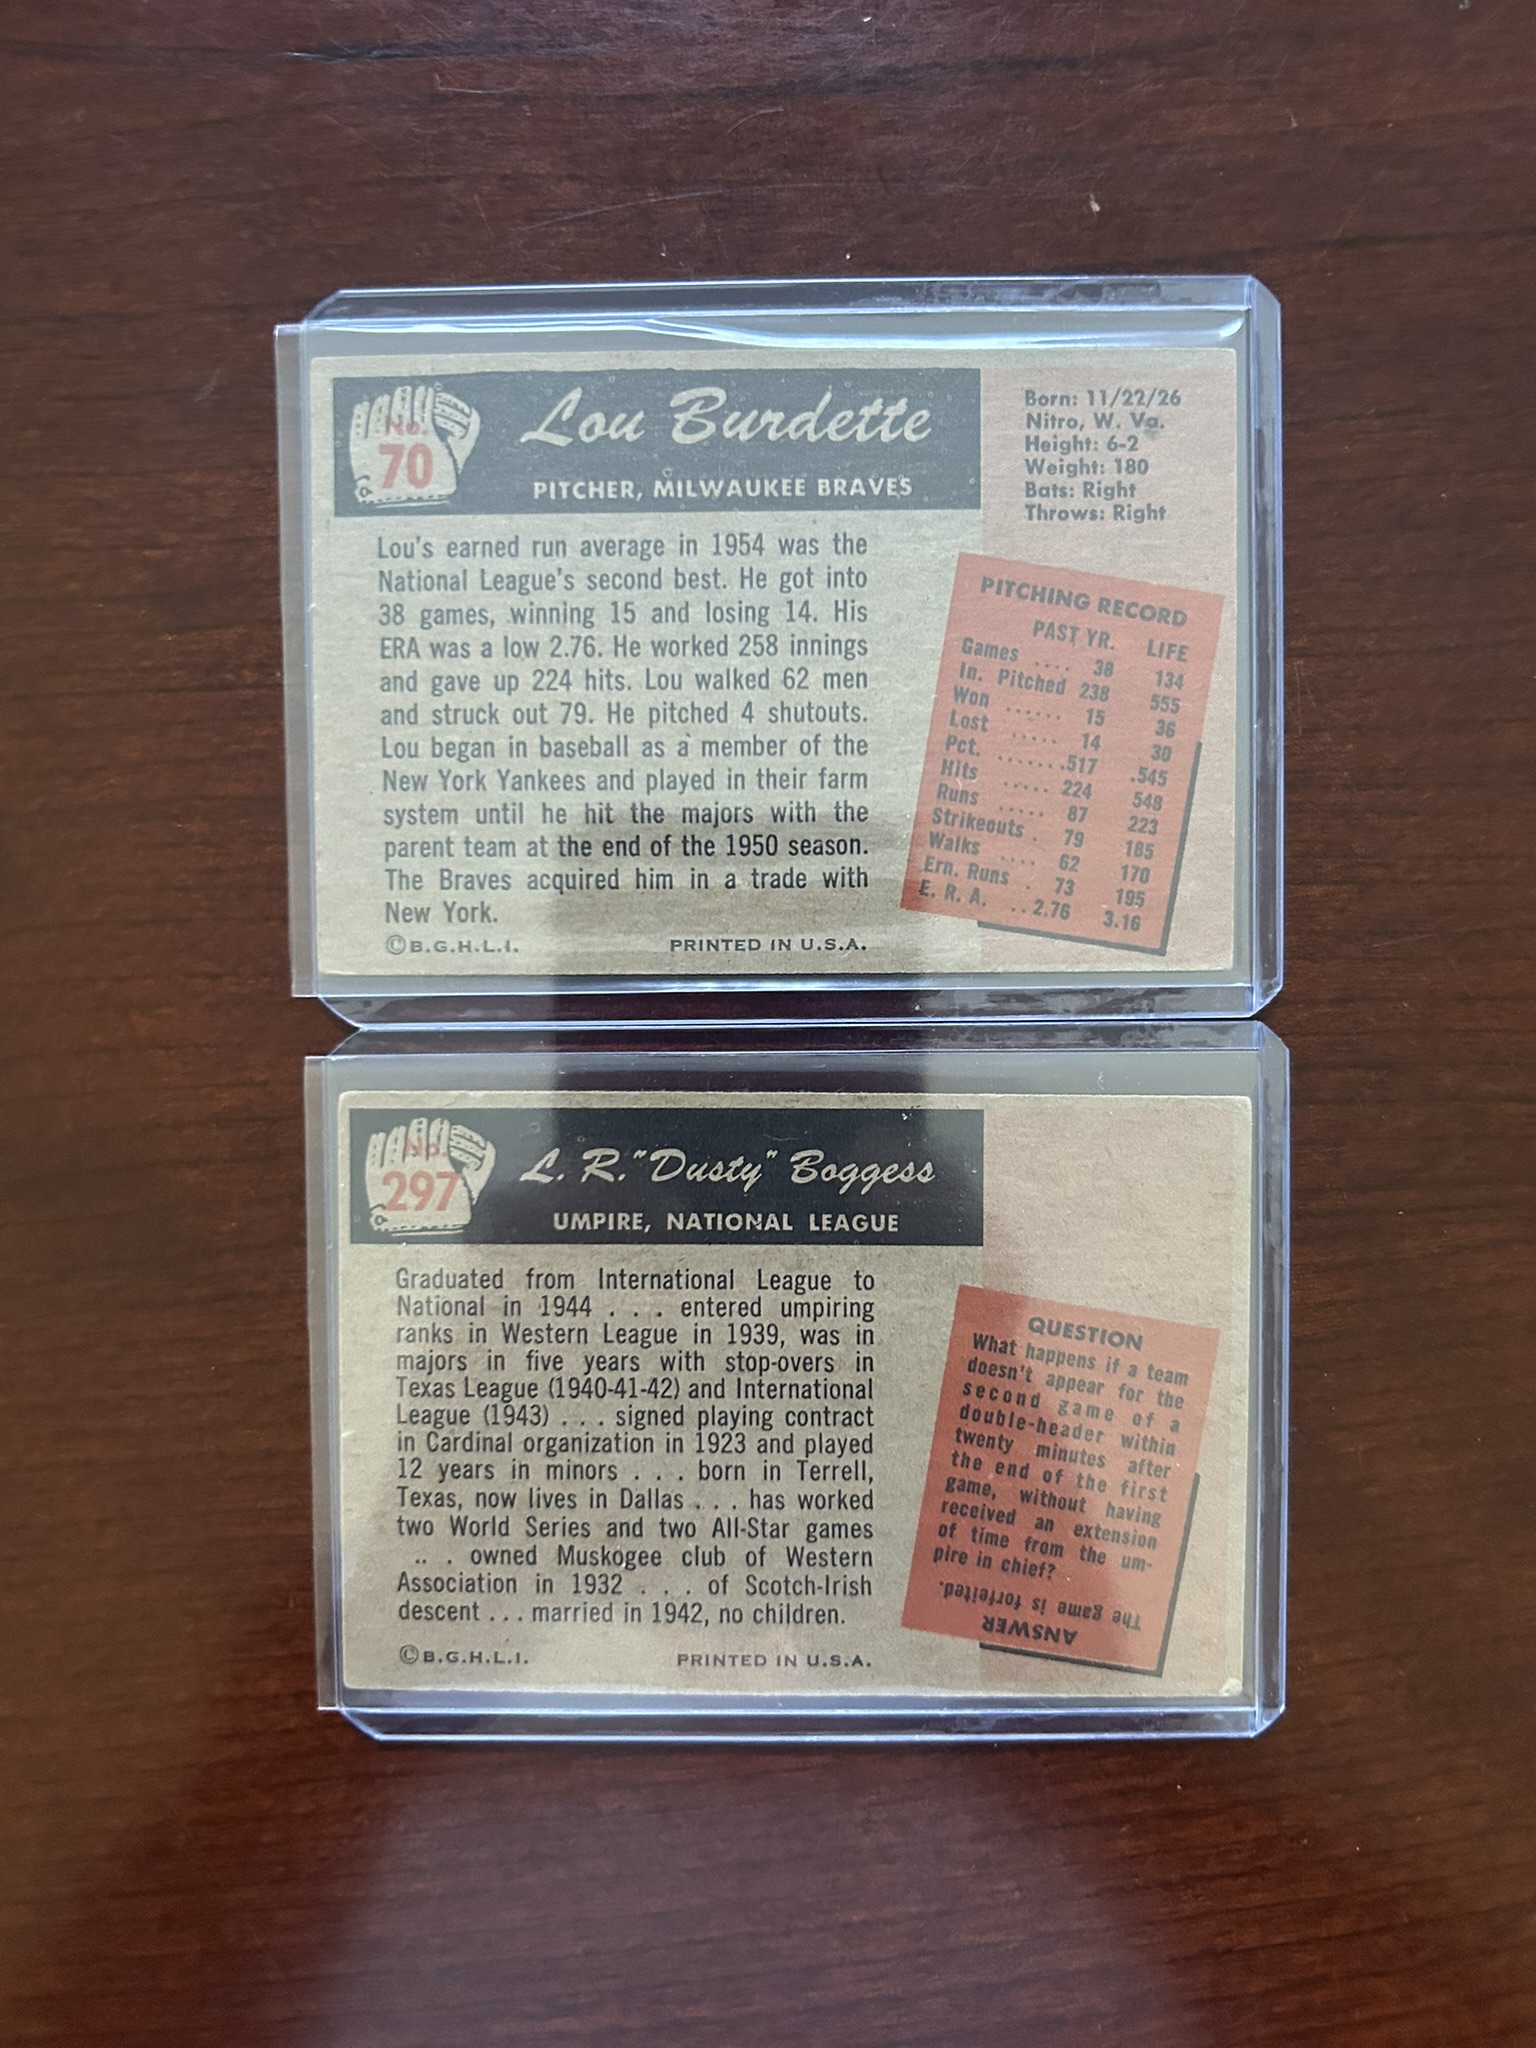 No.
70
Lou Burdette
PITCHER, MILWAUKEE BRAVES
Born: 11/22/26
Nitro, W. Va.
Height: 6-2
Weight: 180
Bats: Right
Throws: Right
Lou's earned run average in 1954 was the
National League's second best. He got into
38 games, winning 15 and losing 14. His
ERA was a low 2.76. He worked 258 innings
and gave up 224 hits. Lou walked 62 men
and struck out 79. He pitched 4 shutouts.
Lou began in baseball as a member of the
New York Yankees and played in their farm
system until he hit the majors with the
parent team at the end of the 1950 season.
The Braves acquired him in a trade with
New York.
©B.G.H.L.I. PRINTED IN U.S.A.
PITCHING RECORD
PAST YR. LIFE
Games .... 38 134
In. Pitched 238 555
Won ...... 15 36
Lost ..... 14 30
Pct. .......517 .545
Hits ..... 224 548
Runs ..... 87 223
Strikeouts . 79 185
Walks .... 62 170
Ern. Runs . 73 195
E. R. A. ..2.76 3.16
No.
297
L. R. "Dusty" Boggess
UMPIRE, NATIONAL LEAGUE
Graduated from International League to
National in 1944 . . . entered umpiring
ranks in Western League in 1939, was in
majors in five years with stop-overs in
Texas League (1940-41-42) and International
League (1943) . . . signed playing contract
in Cardinal organization in 1923 and played
12 years in minors . . . born in Terrell,
Texas, now lives in Dallas . . . has worked
two World Series and two All-Star games
. . . owned Muskogee club of Western
Association in 1932 . . . of Scotch-Irish
descent . . . married in 1942, no children.
©B.G.H.L.I. PRINTED IN U.S.A.
QUESTION
What happens if a team
doesn't appear for the
second game of a
double-header within
twenty minutes after
the end of the first
game, without having
received an extension
of time from the um-
pire in chief?
ANSWER
The game is forfeited.